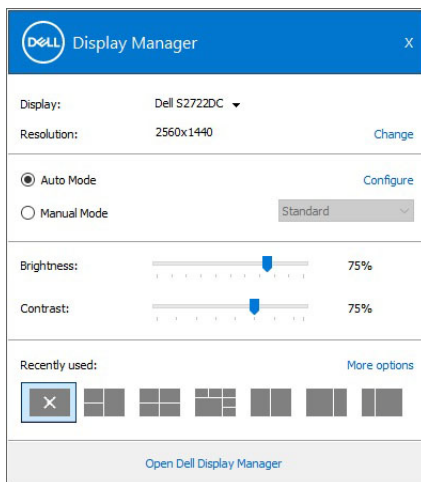 DELL Display Manager X
Display: Dell S2722DC
Resolution: 2560x1440 Change
Auto Mode Configure
Manual Mode Standard
Brightness: 75%
Contrast: 75%
Recently used: More options
Open Dell Display Manager